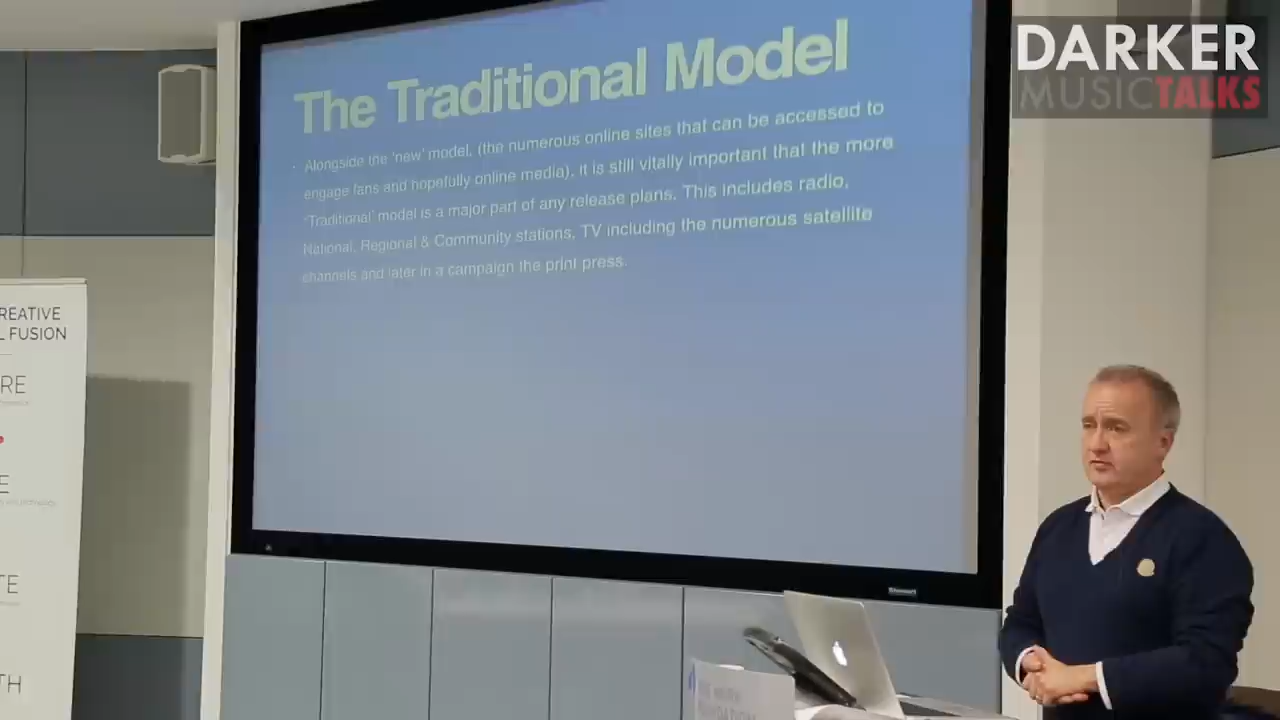 DARKER
MUSICTALKS
The Traditional Model
Alongside the 'new' model, (the numerous online sites that can be accessed to
engage fans and hopefully online media), it is still vitally important that the more
'Traditional' model is a major part of any release plans. This includes radio,
National, Regional & Community stations, TV including the numerous satellite
channels and later in a campaign the print press.
REATIVE
L FUSION
RE
E
TE
TH